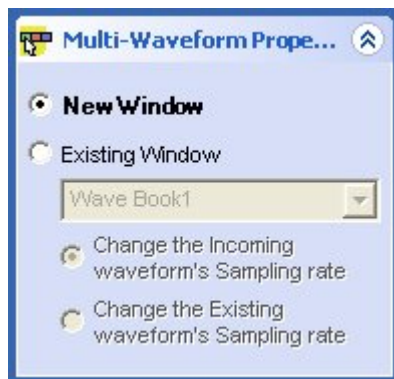 Multi-Waveform Prope...
New Window
Existing Window
Wave Book1
Change the Incoming
waveform's Sampling rate
Change the Existing
waveform's Sampling rate